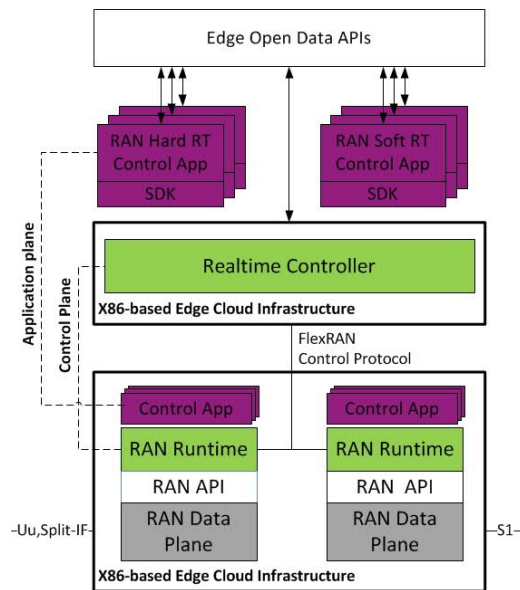 Edge Open Data APIs
RAN Hard RT
Control App
SDK
RAN Soft RT
Control App
SDK
Application plane
Control Plane
Realtime Controller
X86-based Edge Cloud Infrastructure
FlexRAN
Control Protocol
Control App
RAN Runtime
RAN API
RAN Data
Plane
Control App
RAN Runtime
RAN API
RAN Data
Plane
Uu,Split-IF
S1
X86-based Edge Cloud Infrastructure